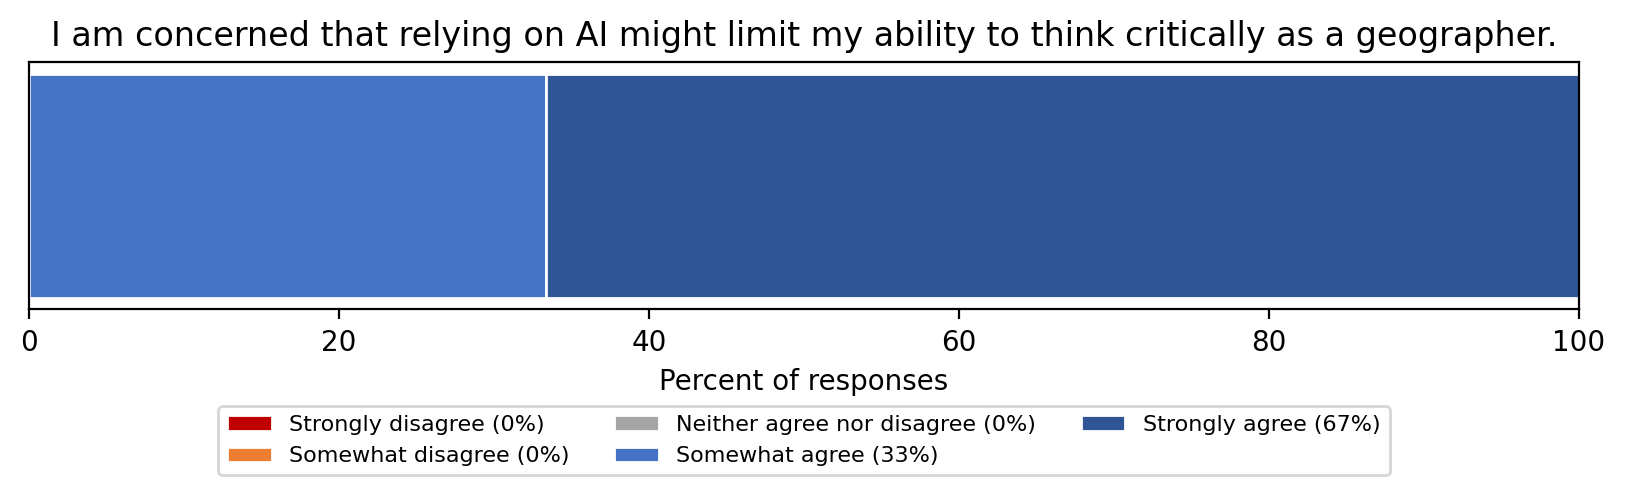 I am concerned that relying on AI might limit my ability to think critically as a geographer.
0 20 40 60 80 100
Percent of responses
Strongly disagree (0%) Neither agree nor disagree (0%) Strongly agree (67%)
Somewhat disagree (0%) Somewhat agree (33%)